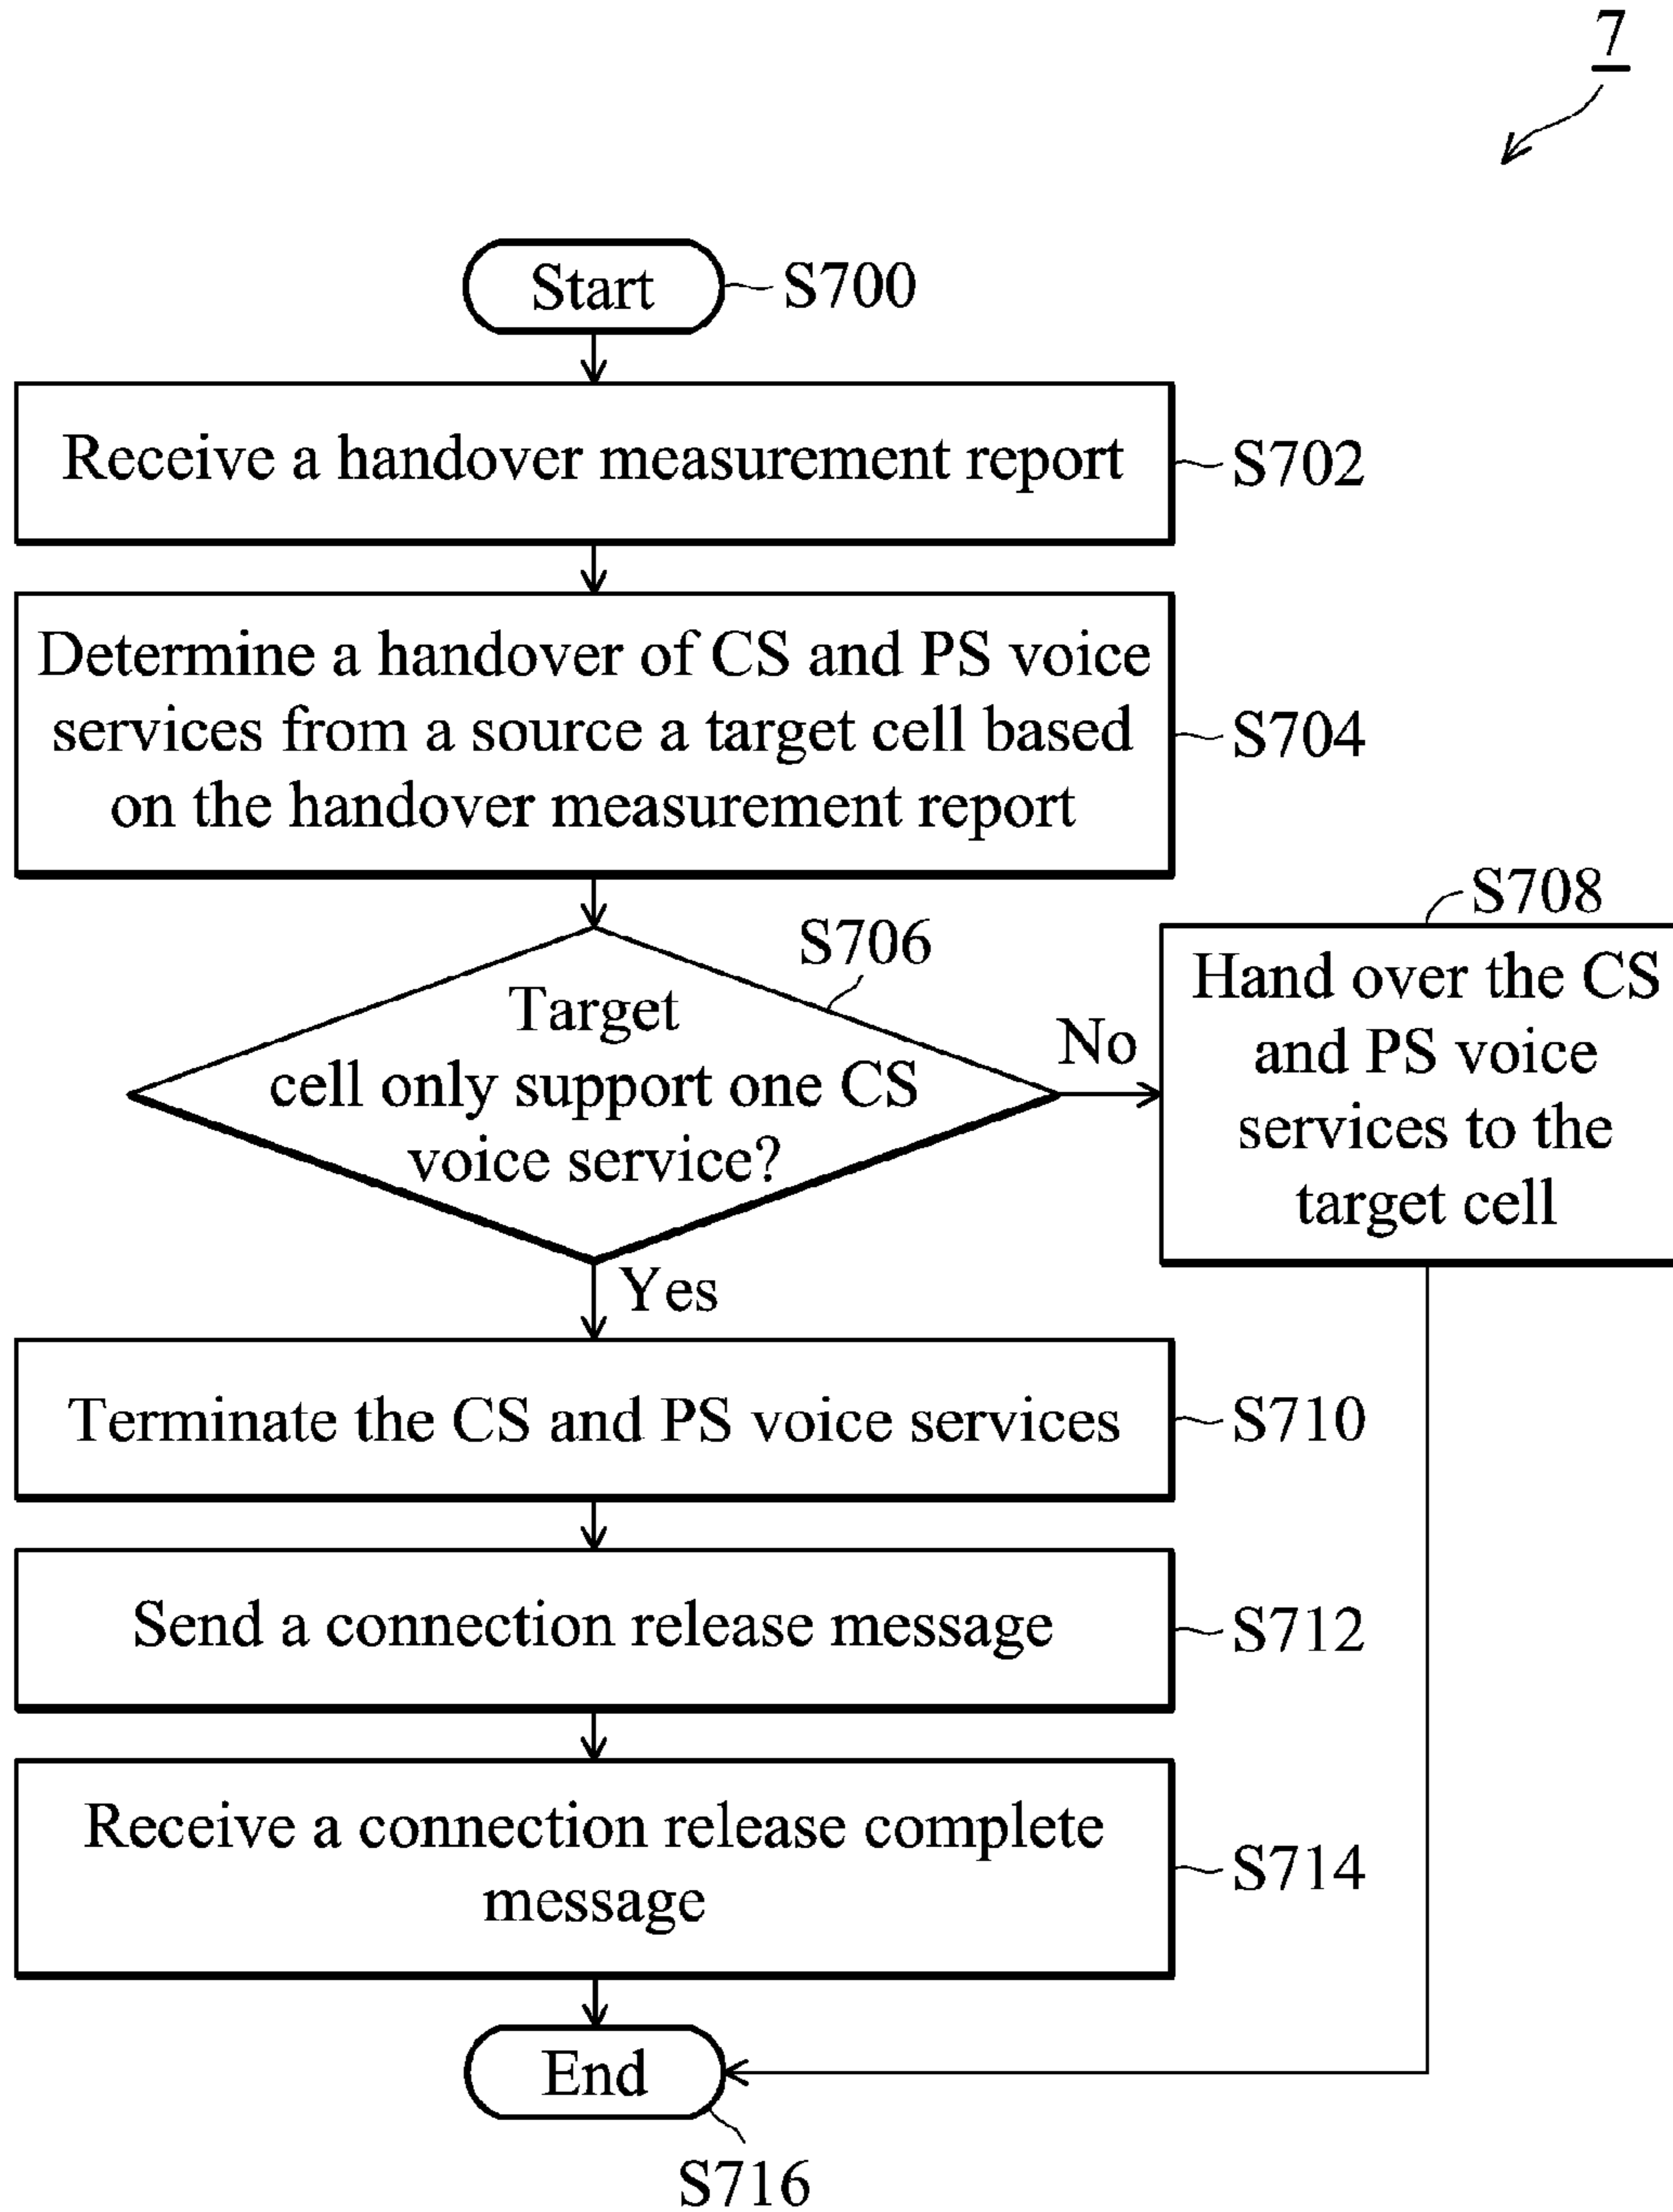 7
Start
S700
Receive a handover measurement report
S702
Determine a handover of CS and PS voice
services from a source a target cell based
on the handover measurement report
S704
S706
Target
cell only support one CS
voice service?
No
S708
Hand over the CS
and PS voice
services to the
target cell
Yes
Terminate the CS and PS voice services
S710
Send a connection release message
S712
Receive a connection release complete
message
S714
End
S716